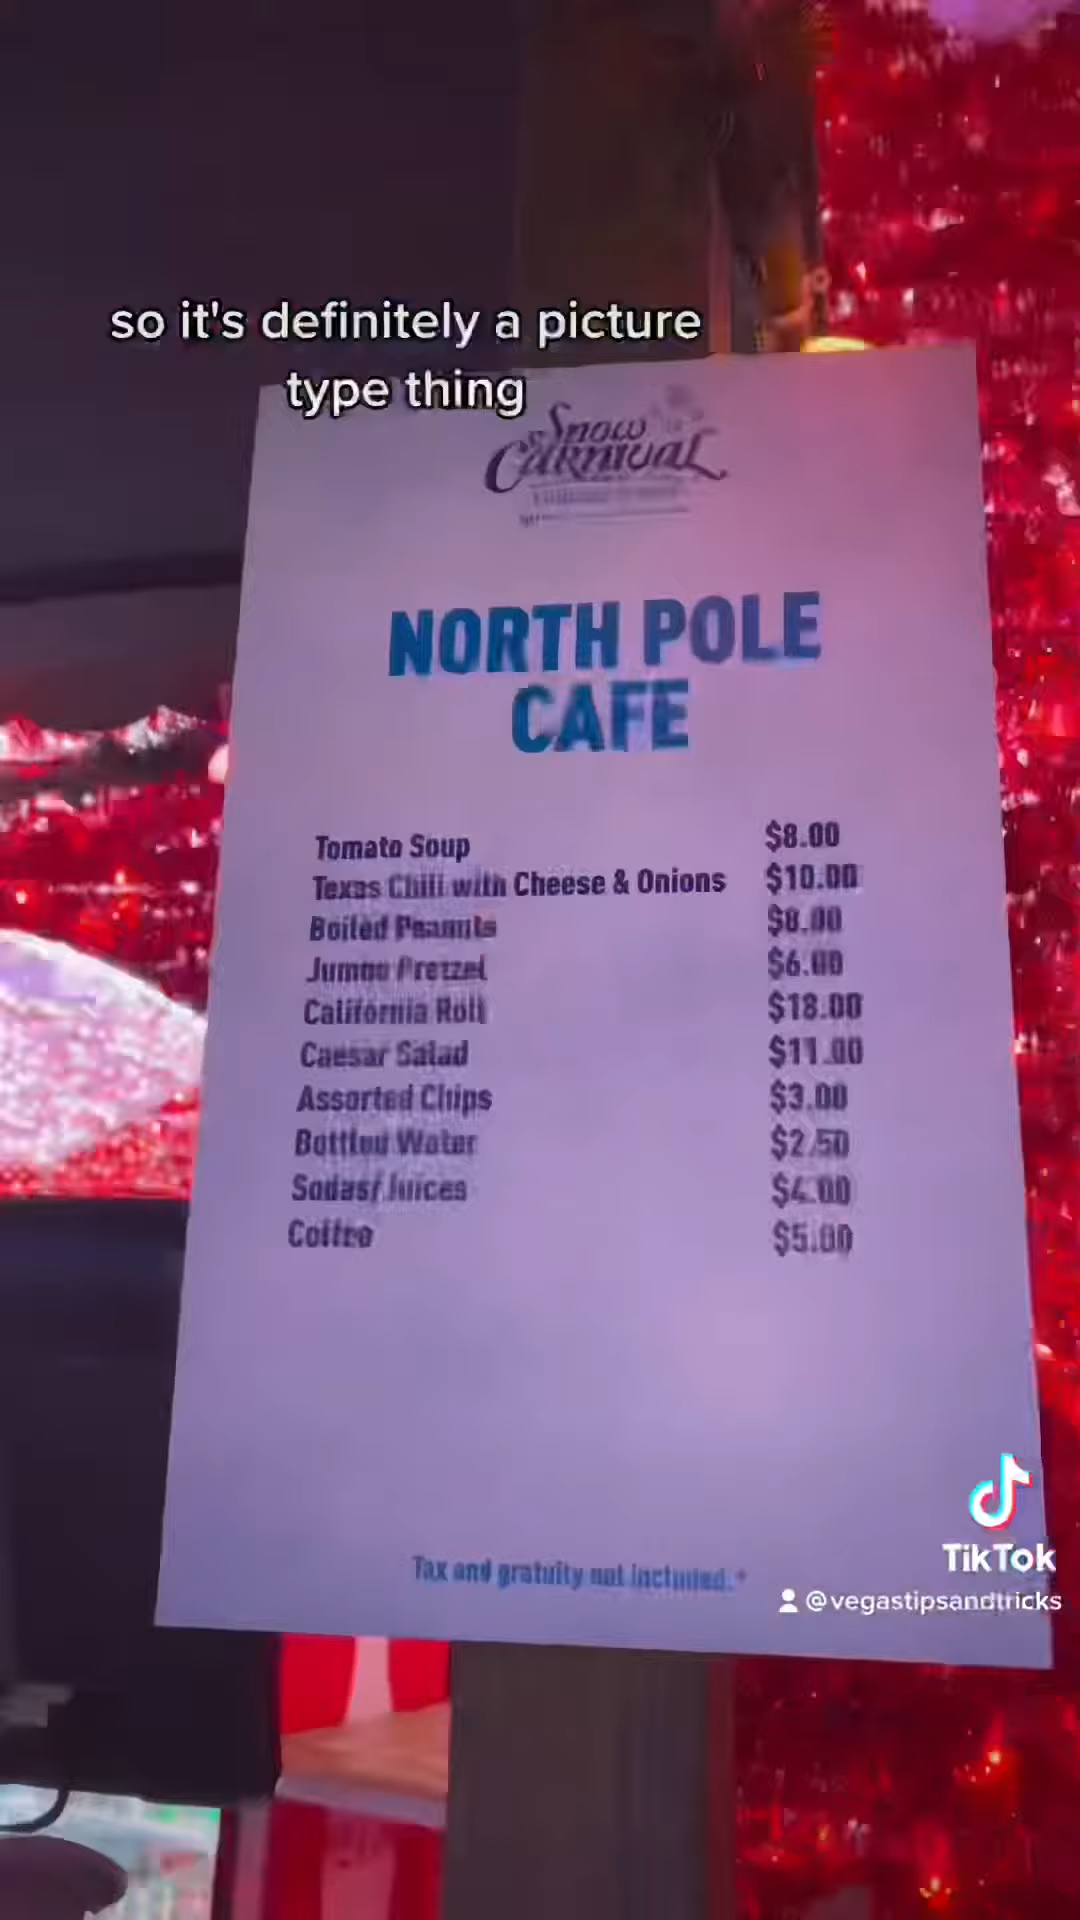 so it's definitely a picture
type thing
Snow
Carnival
NORTH POLE
CAFE
Tomato Soup $8.00
Texas Chili with Cheese & Onions $10.00
Boiled Peanuts $8.00
Jumbo Pretzel $6.00
California Roll $18.00
Caesar Salad $11.00
Assorted Chips $3.00
Bottled Water $2.50
Sodas/Juices $4.00
Coffee $5.00
Tax and gratuity not included.*
TikTok
@vegastipsandtricks